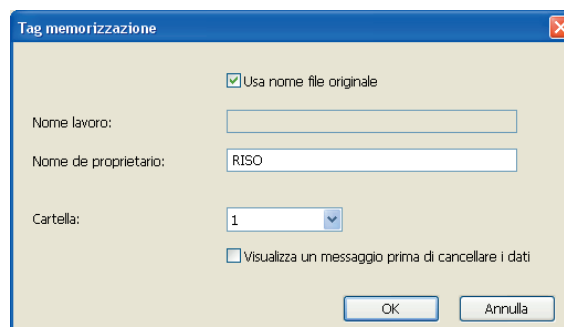 Tag memorizzazione
Usa nome file originale
Nome lavoro:
Nome de proprietario: RISO
Cartella: 1
Visualizza un messaggio prima di cancellare i dati
OK Annulla